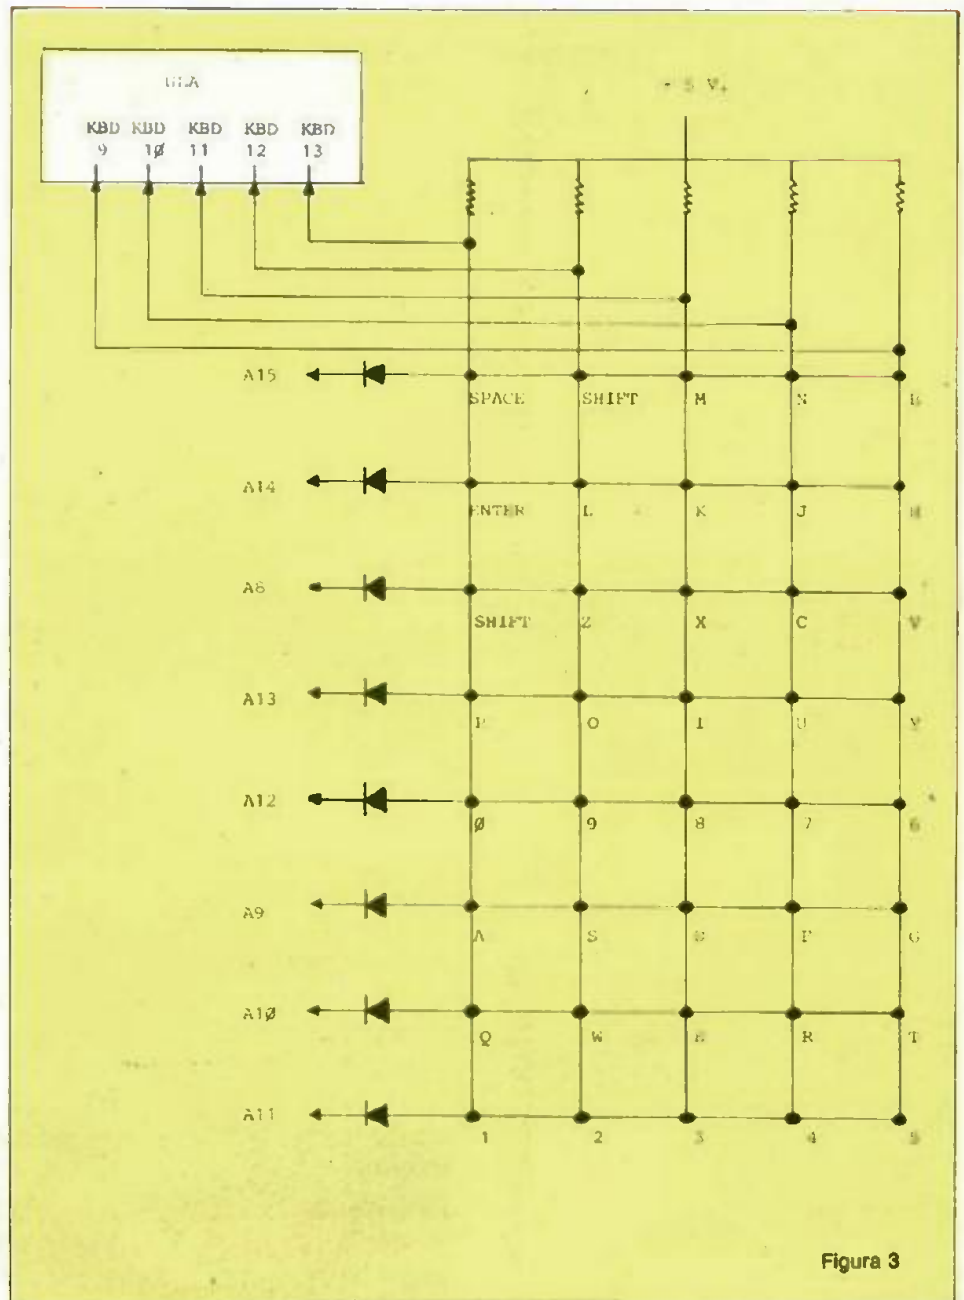 ULA
+ 5 V.
KBD KBD KBD KBD KBD
9 1Ø 11 12 13
A15
SPACE SHIFT M N B
A14
ENTER L K J H
A8
SHIFT Z X C V
A13
P O I U Y
A12
Ø 9 8 7 6
A9
A S F G
A1Ø
Q W E R T
A11
1 2 3 4 5
Figura 3